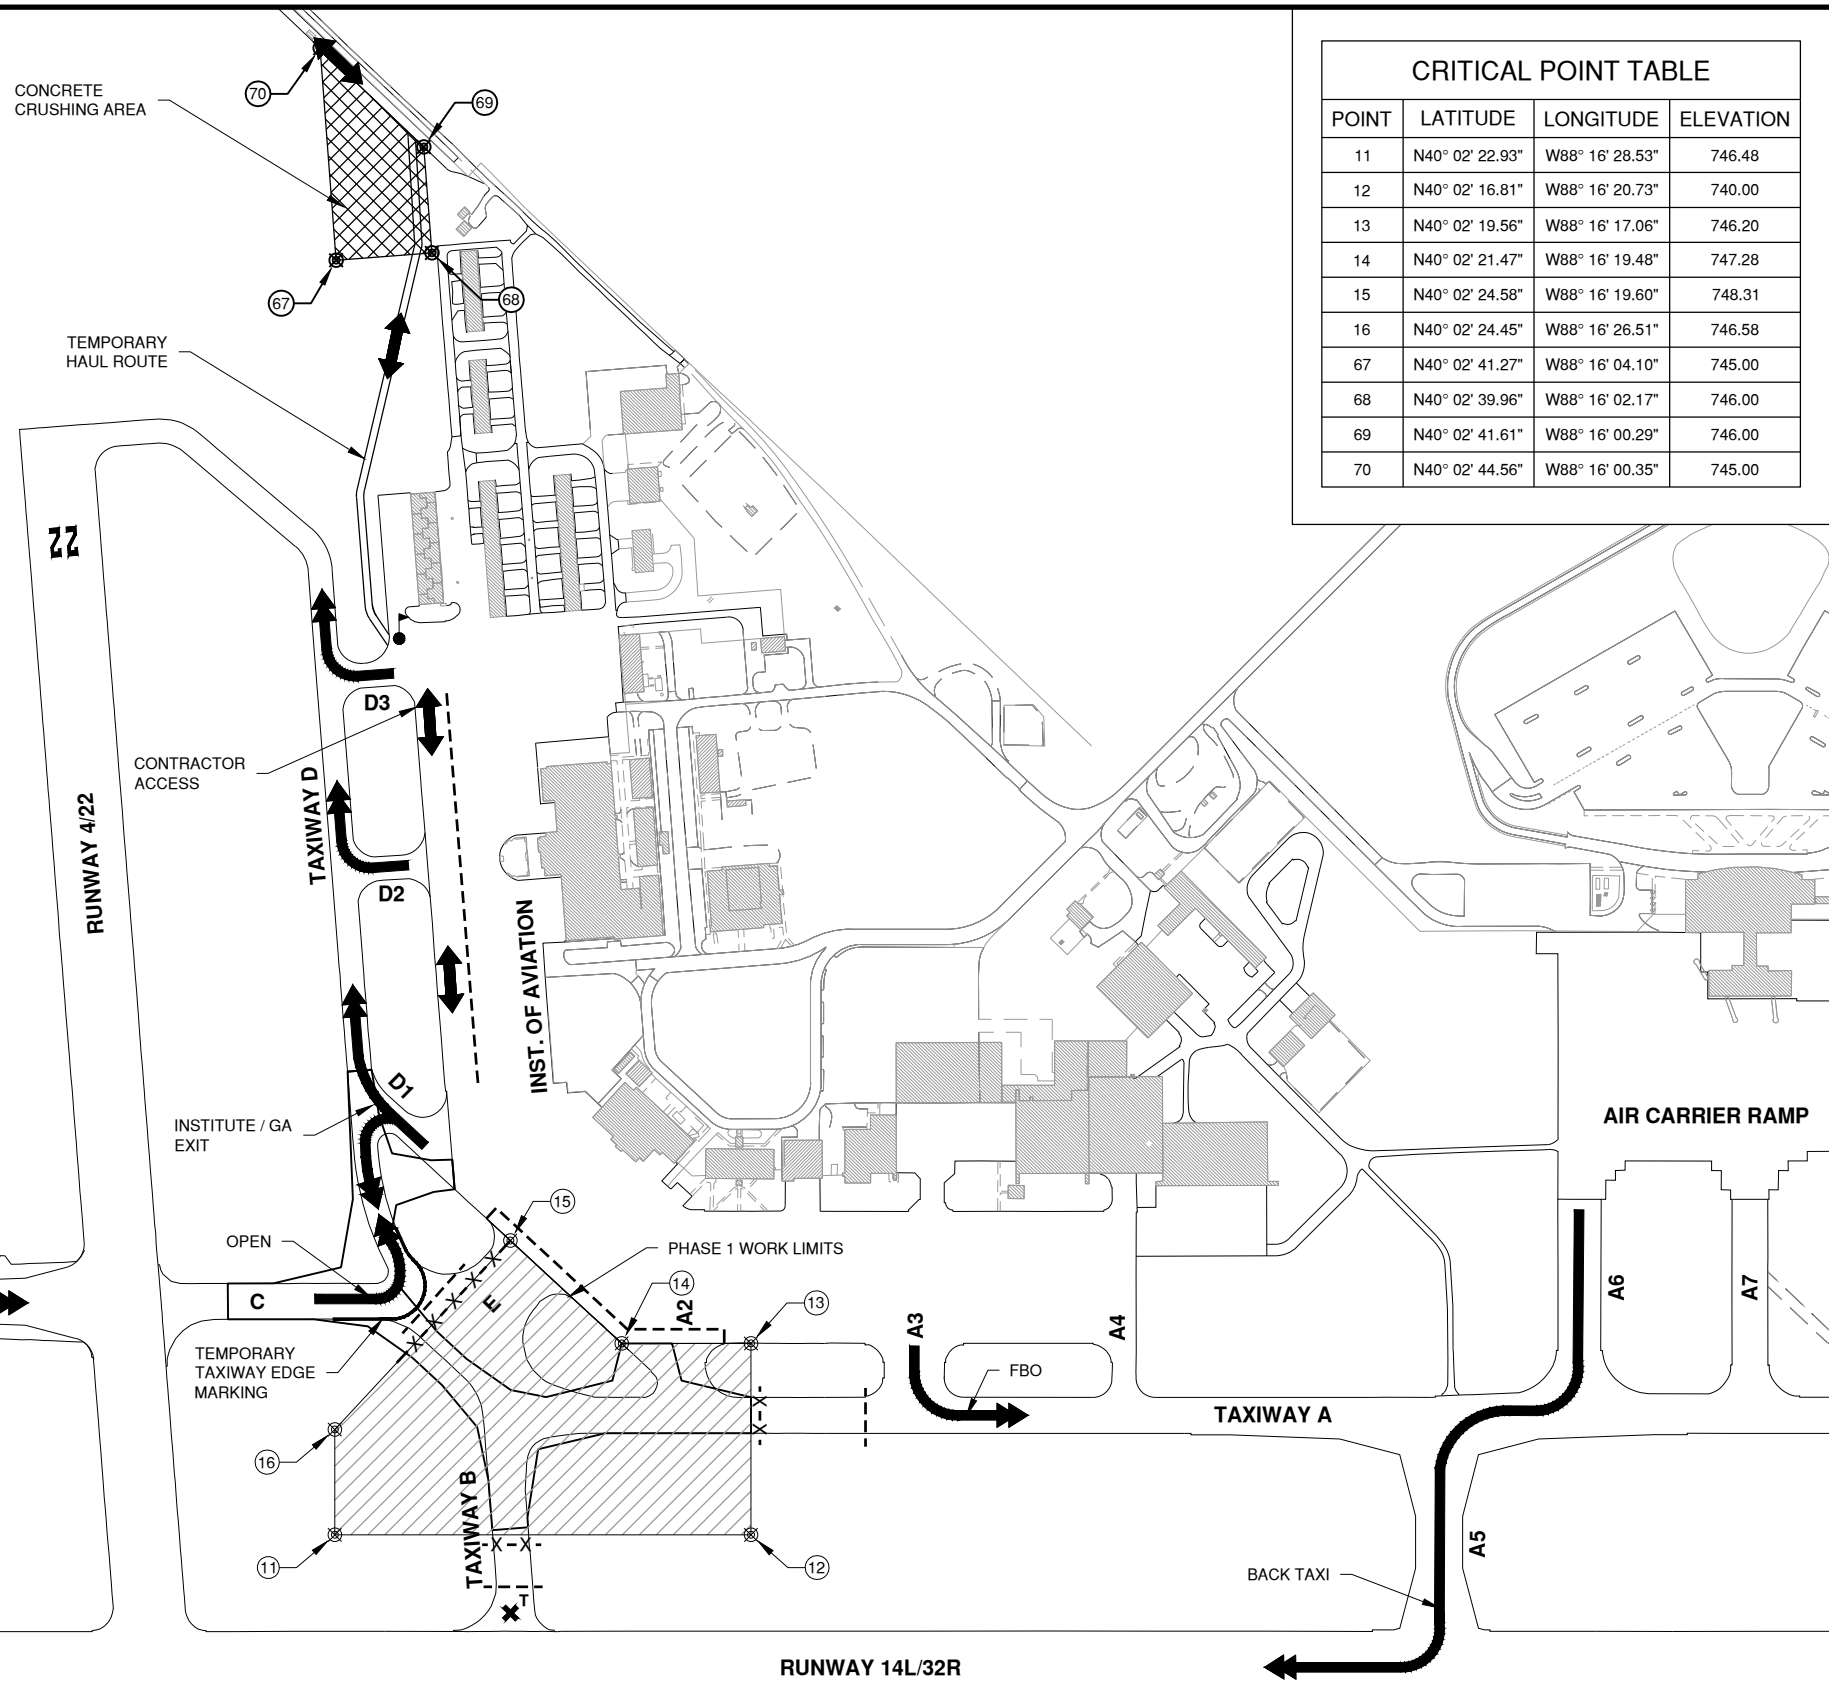 CRITICAL POINT TABLE
POINT LATITUDE LONGITUDE ELEVATION
11 N40° 02' 22.93" W88° 16' 28.53" 746.48
12 N40° 02' 16.81" W88° 16' 20.73" 740.00
13 N40° 02' 19.56" W88° 16' 17.06" 746.20
14 N40° 02' 21.47" W88° 16' 19.48" 747.28
15 N40° 02' 24.58" W88° 16' 19.60" 748.31
16 N40° 02' 24.45" W88° 16' 26.51" 746.58
67 N40° 02' 41.27" W88° 16' 04.10" 745.00
68 N40° 02' 39.96" W88° 16' 02.17" 746.00
69 N40° 02' 41.61" W88° 16' 00.29" 746.00
70 N40° 02' 44.56" W88° 16' 00.35" 745.00
CONCRETE
CRUSHING AREA
70
69
67
68
TEMPORARY
HAUL ROUTE
22
D3
CONTRACTOR
ACCESS
TAXIWAY D
RUNWAY 4/22
D2
INST. OF AVIATION
D1
INSTITUTE / GA
EXIT
AIR CARRIER RAMP
15
OPEN
PHASE 1 WORK LIMITS
14
13
C
E
A2
A3
A4
A6
A7
TEMPORARY
TAXIWAY EDGE
MARKING
FBO
TAXIWAY A
16
TAXIWAY B
X
X
X
X
X
X
X
X
X
11
12
A5
BACK TAXI
T
RUNWAY 14L/32R